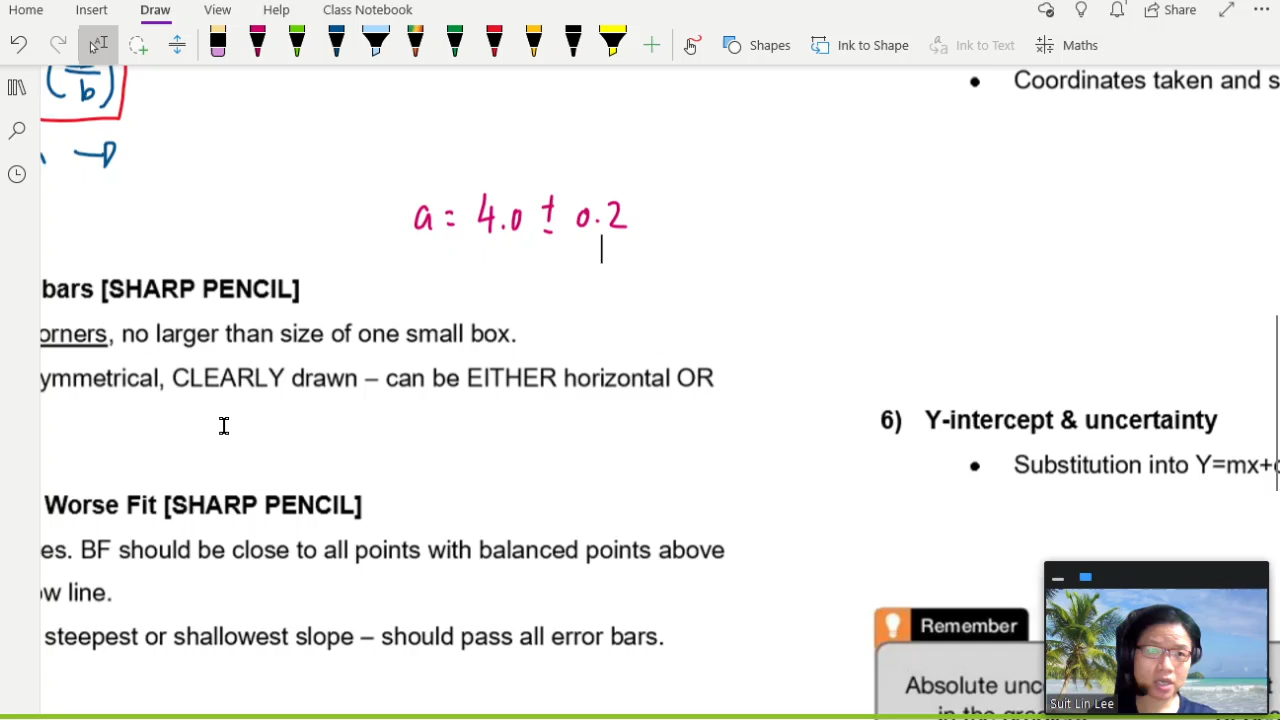 Home Insert Draw View Help Class Notebook Share
Shapes Ink to Shape Ink to Text Maths
b
a = 4.0 ± 0.2
bars [SHARP PENCIL]
orners, no larger than size of one small box.
ymmetrical, CLEARLY drawn – can be EITHER horizontal OR
Worse Fit [SHARP PENCIL]
es. BF should be close to all points with balanced points above
ow line.
steepest or shallowest slope – should pass all error bars.
• Coordinates taken and s
6) Y-intercept & uncertainty
• Substitution into Y=mx+c
Remember
Absolute unc
Suit Lin Lee